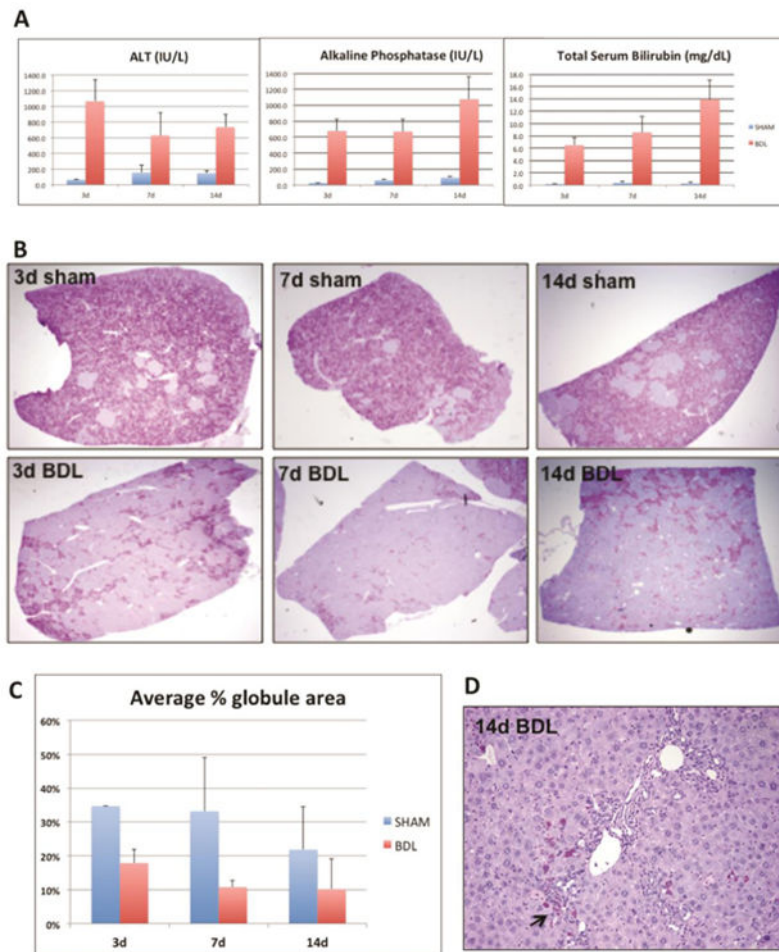 A
ALT (IU/L)
1400.0
1200.0
1000.0
800.0
600.0
400.0
200.0
0.0
3d 7d 14d
Alkaline Phosphatase (IU/L)
1400.0
1200.0
1000.0
800.0
600.0
400.0
200.0
0.0
3d 7d 14d
Total Serum Bilirubin (mg/dL)
18.0
16.0
14.0
12.0
10.0
8.0
6.0
4.0
2.0
0.0
3d 7d 14d
SHAM
BDL
B
3d sham
7d sham
14d sham
3d BDL
7d BDL
14d BDL
C
Average % globule area
60%
50%
40%
30%
20%
10%
0%
3d 7d 14d
SHAM
BDL
D
14d BDL